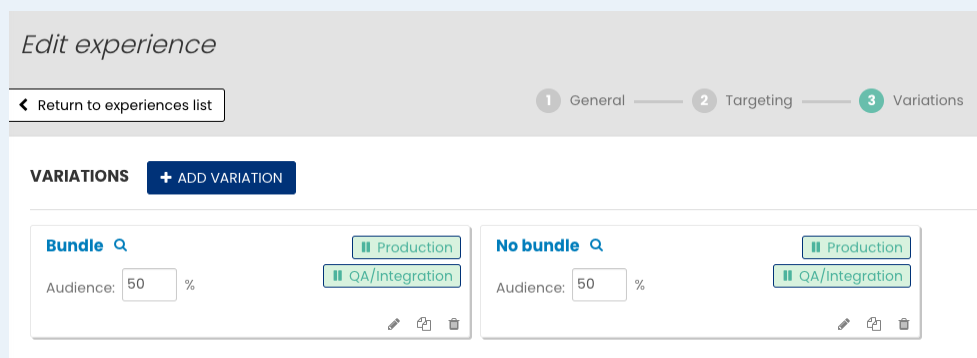 Edit experience
Return to experiences list
1 General 2 Targeting 3 Variations
VARIATIONS + ADD VARIATION
Bundle Production
QA/Integration
Audience: 50 %
No bundle Production
QA/Integration
Audience: 50 %